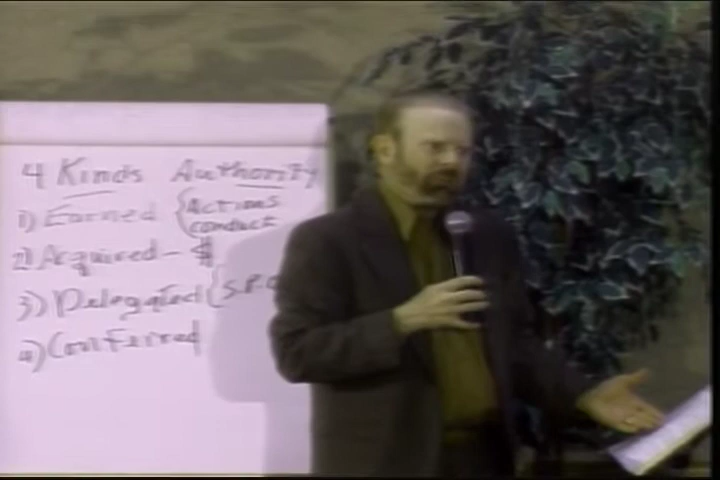 4 Kinds Authority
1) Earned { Actions
conduct
2) Acquired - $
3) Delegated { S.P.
4) Conferred